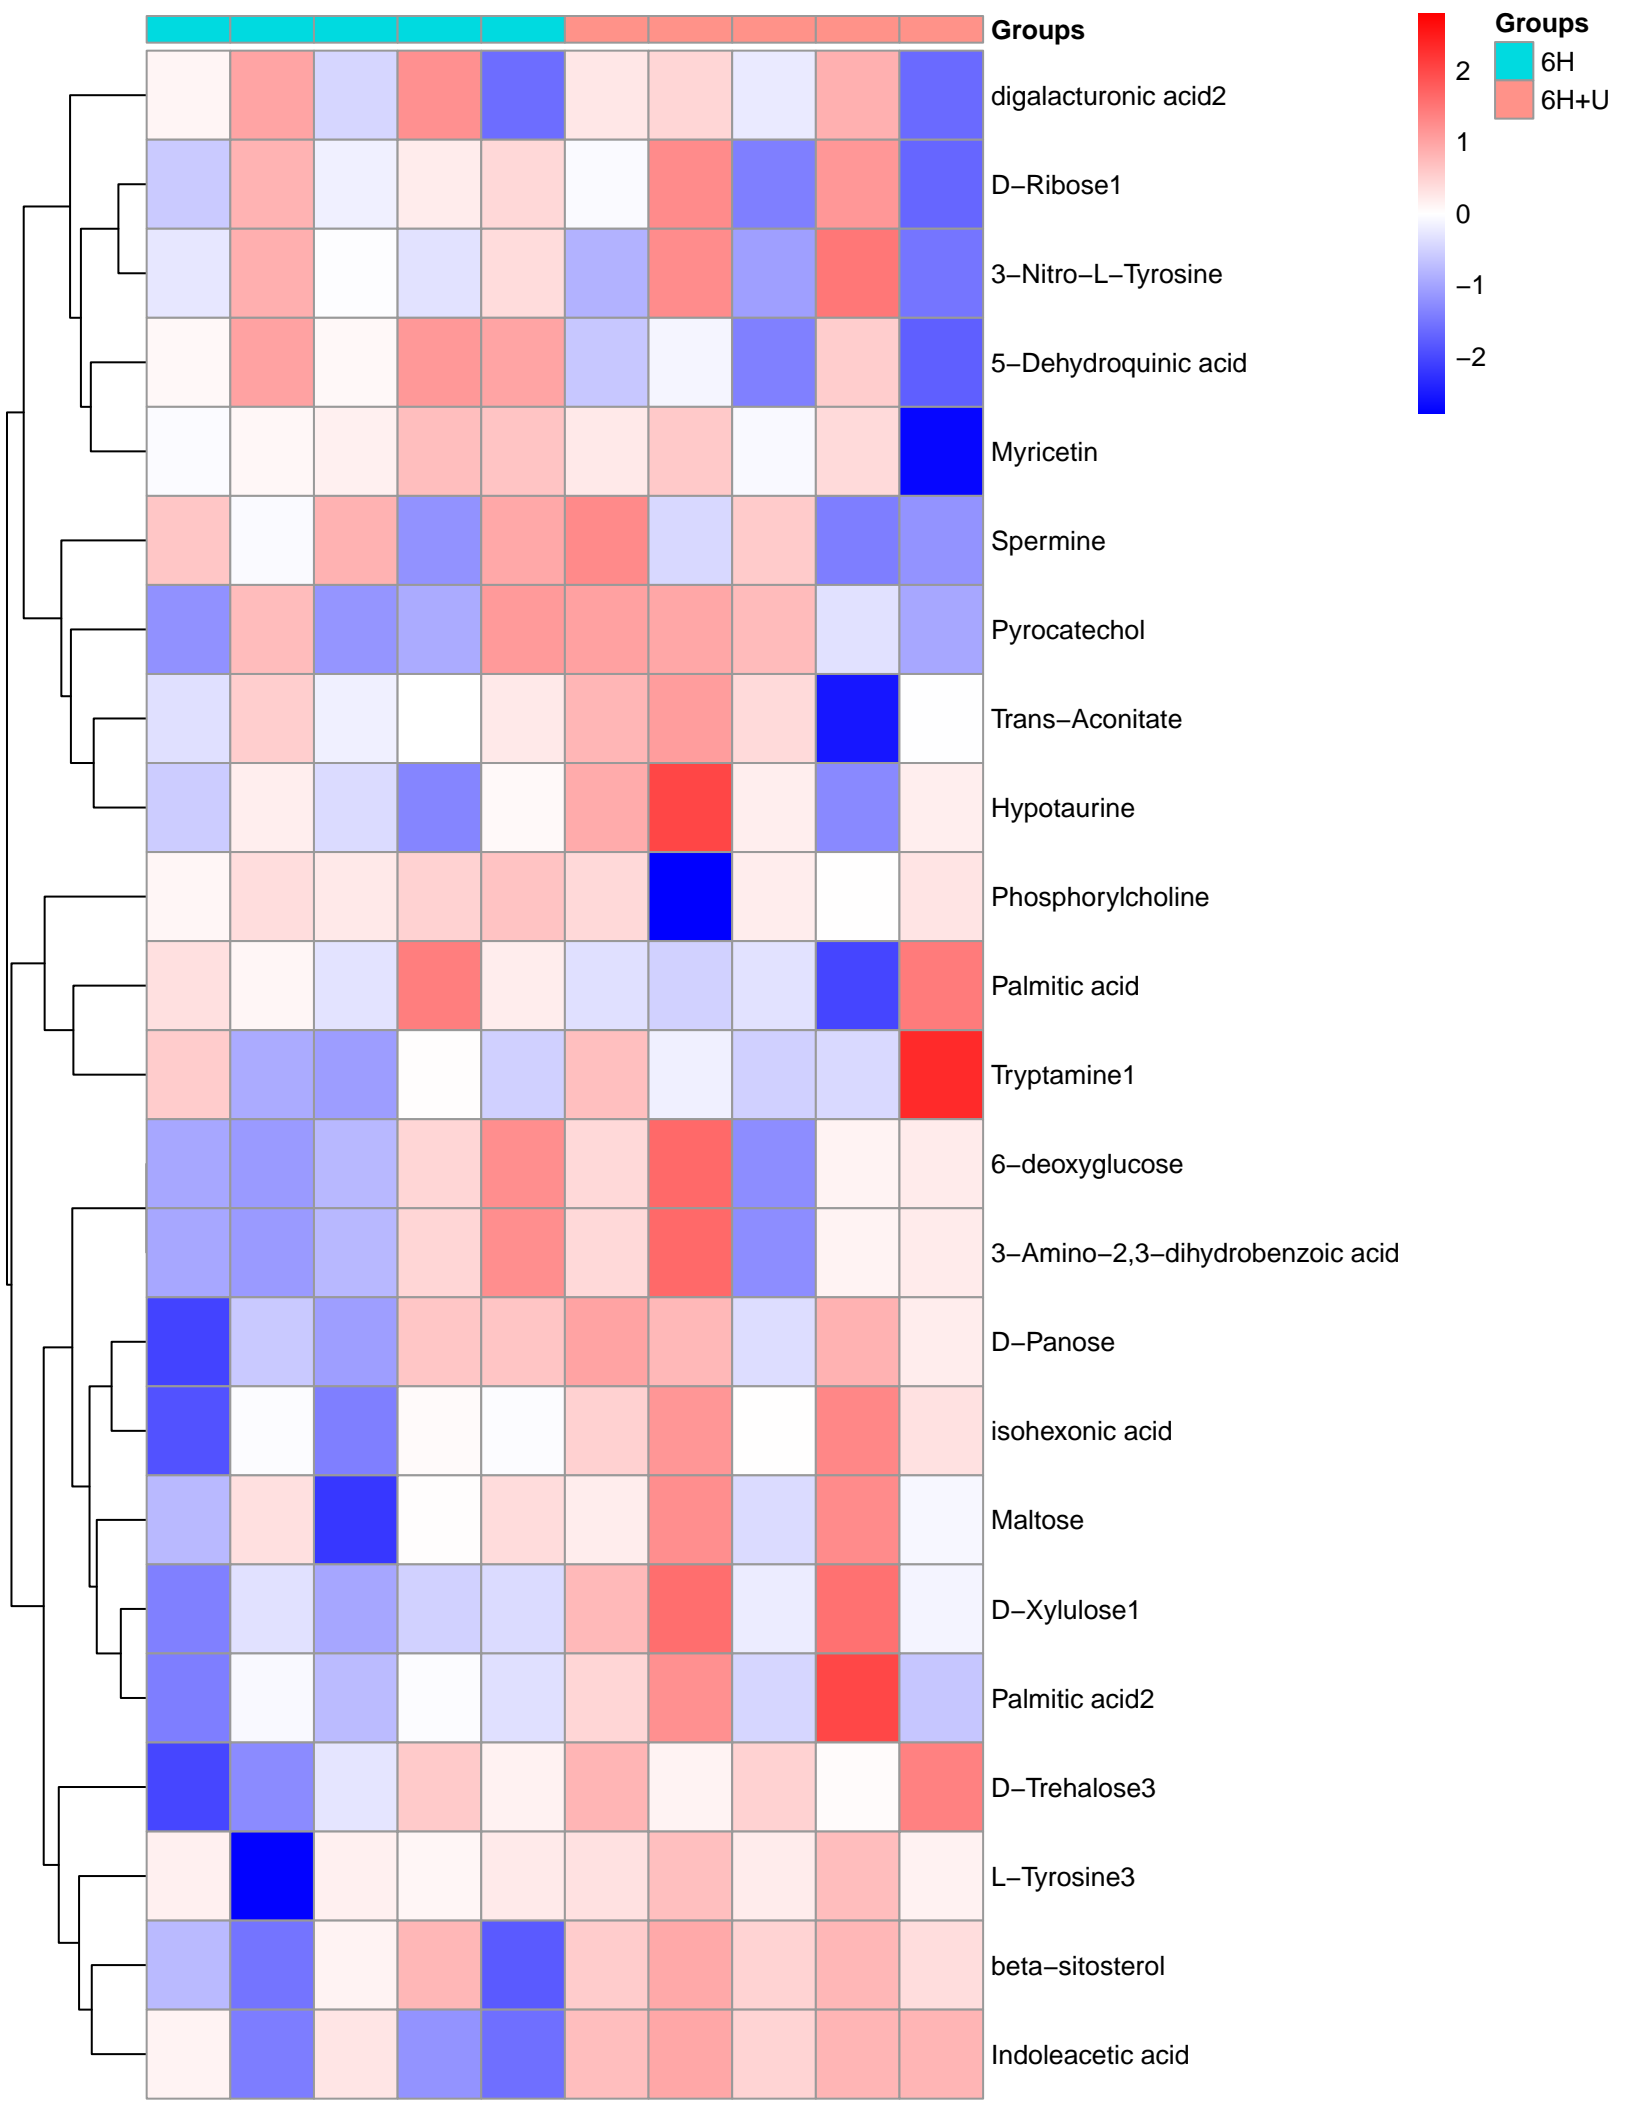 Groups
digalacturonic acid2
D−Ribose1
3−Nitro−L−Tyrosine
5−Dehydroquinic acid
Myricetin
Spermine
Pyrocatechol
Trans−Aconitate
Hypotaurine
Phosphorylcholine
Palmitic acid
Tryptamine1
6−deoxyglucose
3−Amino−2,3−dihydrobenzoic acid
D−Panose
isohexonic acid
Maltose
D−Xylulose1
Palmitic acid2
D−Trehalose3
L−Tyrosine3
beta−sitosterol
Indoleacetic acid
2
1
0
−1
−2
Groups
6H
6H+U